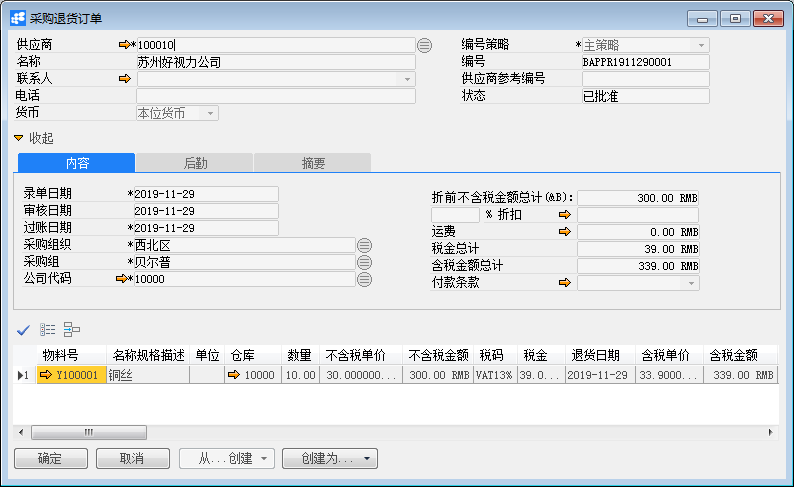 采购退货订单
供应商 *100010 编号策略 *主策略
名称 苏州好视力公司 编号 BAPPR1911290001
联系人 供应商参考编号
电话 状态 已批准
货币 本位货币
收起
内容 后勤 摘要
录单日期 *2019-11-29 折前不含税金额总计(&B): 300.00 RMB
审核日期 2019-11-29 % 折扣
过账日期 *2019-11-29 运费 0.00 RMB
采购组织 *西北区 税金总计 39.00 RMB
采购组 *贝尔普 含税金额总计 339.00 RMB
公司代码 *10000 付款条款
物料号 名称规格描述 单位 仓库 数量 不含税单价 不含税金额 税码 税金 退货日期 含税单价 含税金额
1 Y100001 铜丝 10000 10.00 30.000000... 300.00 RMB VAT13% 39.0... 2019-11-29 33.9000... 339.00 RMB
确定 取消 从... 创建 创建为...